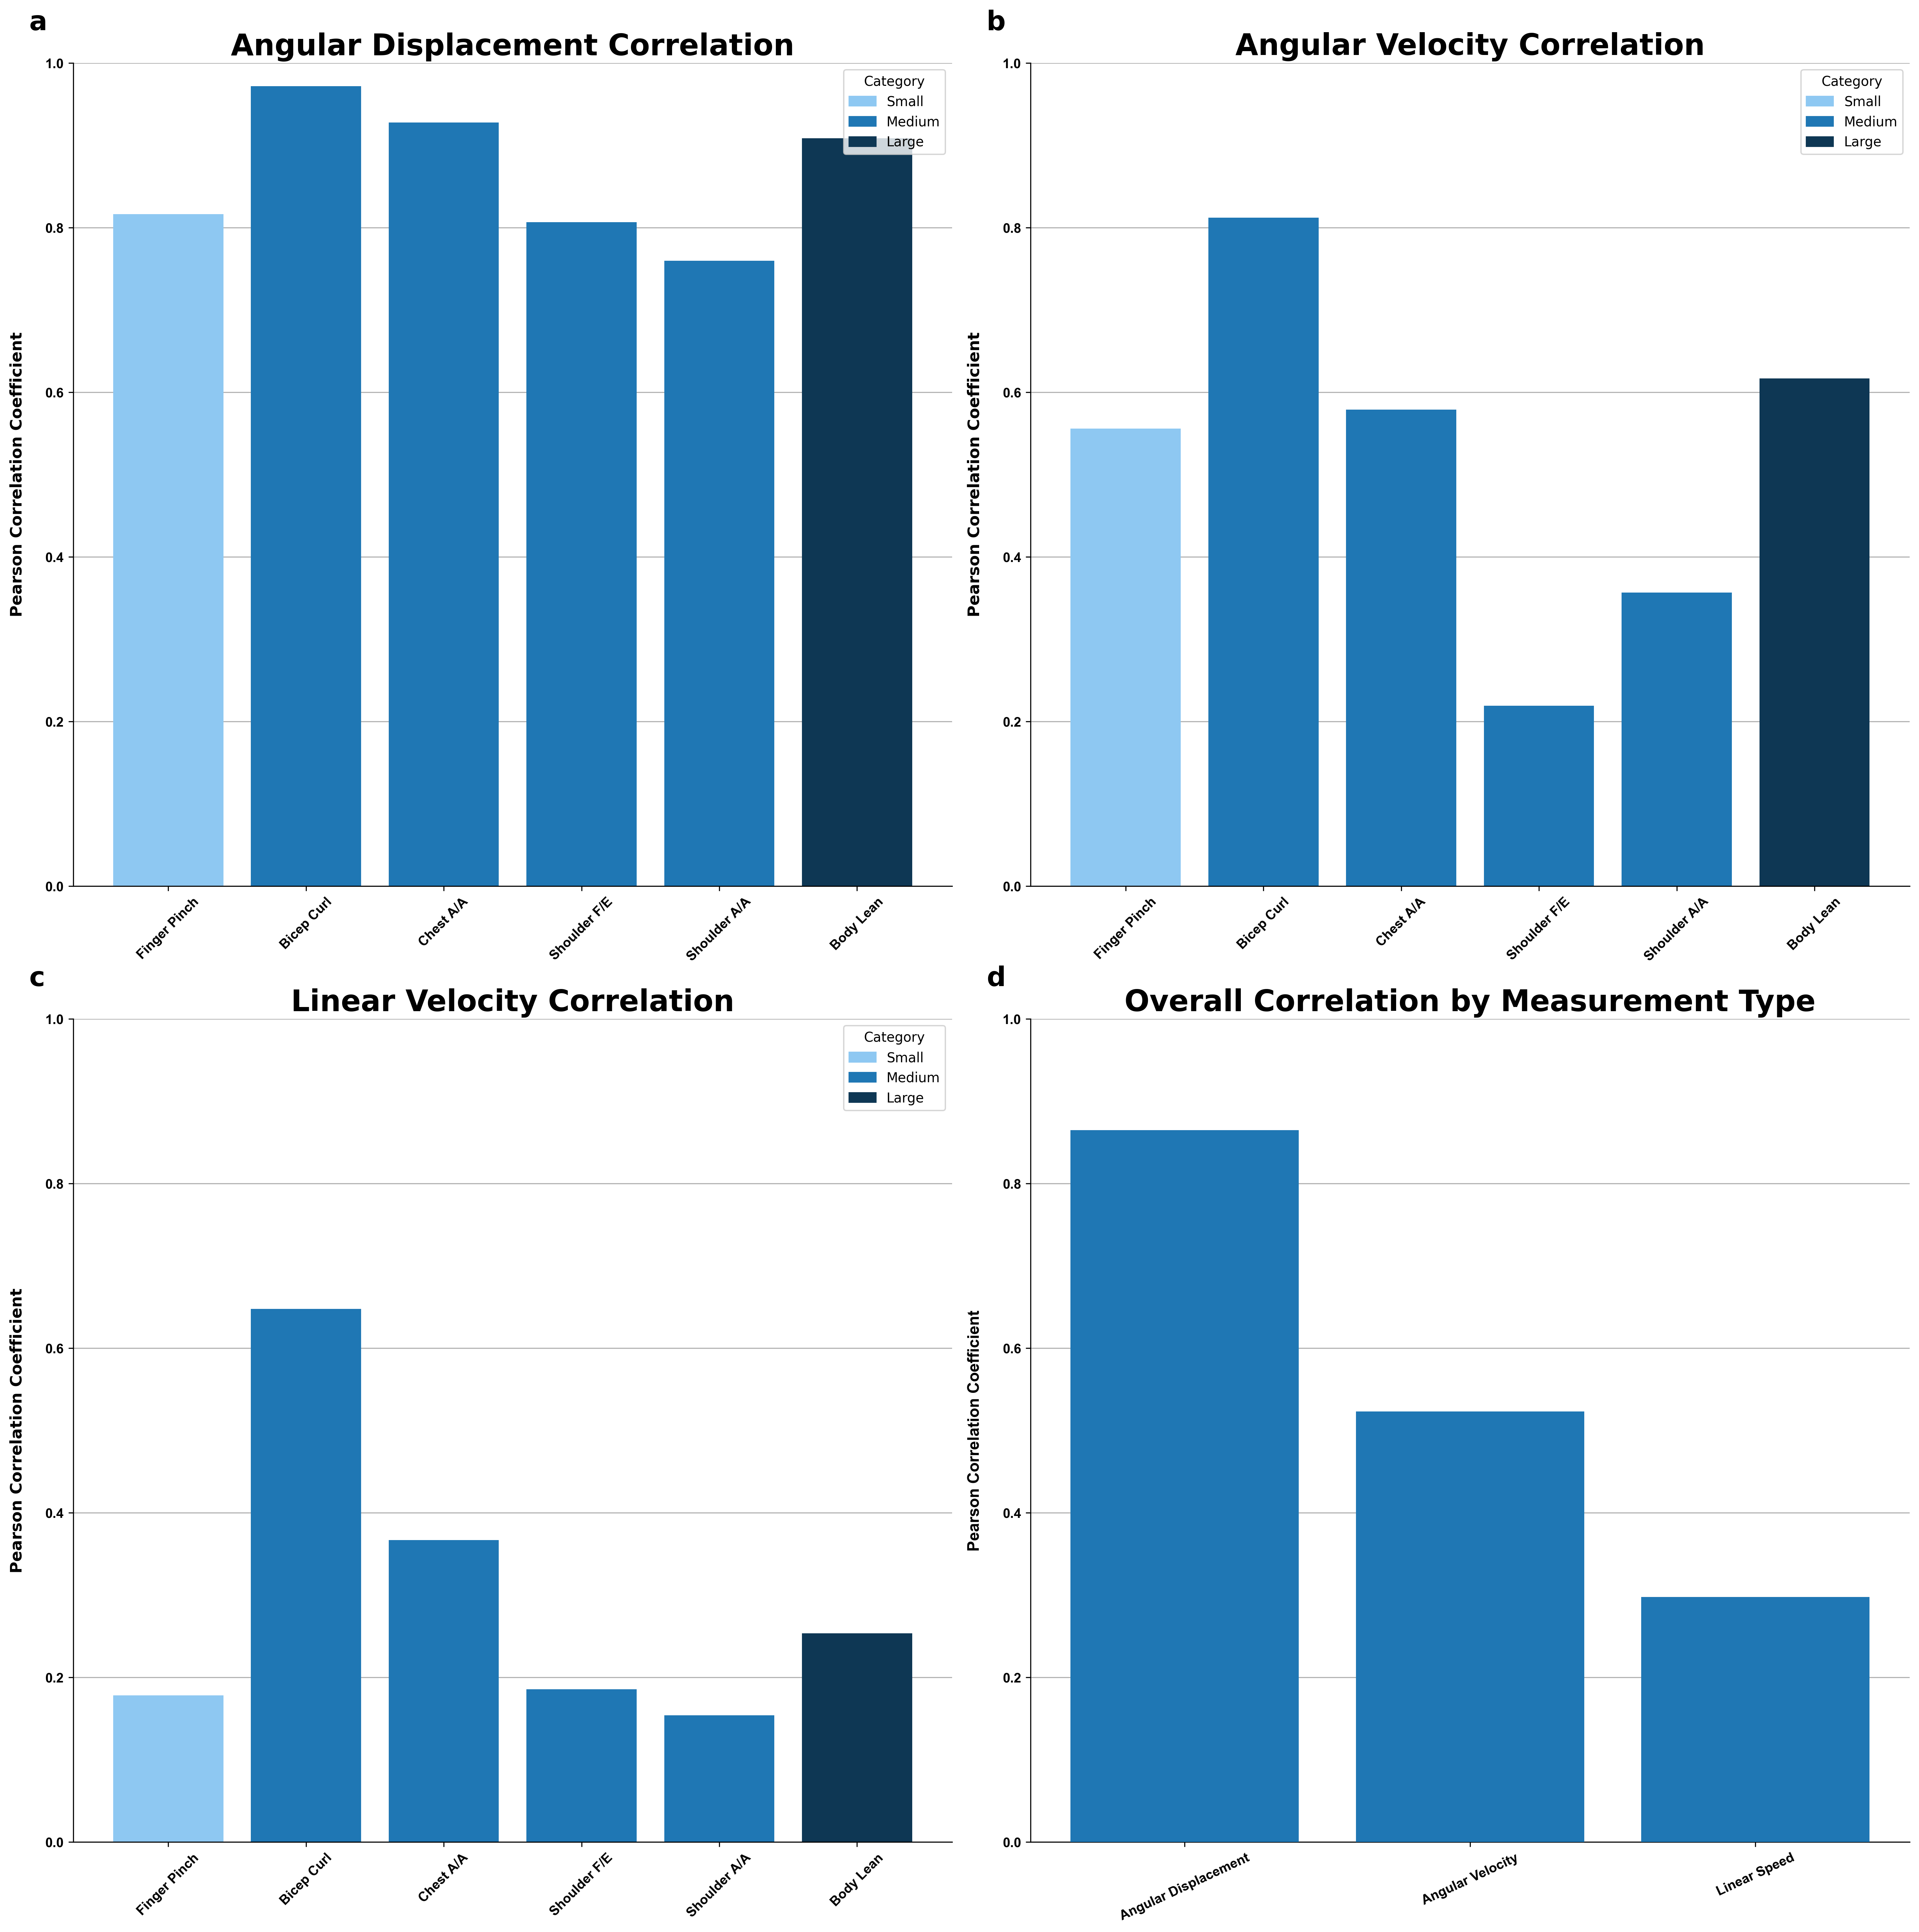 a
Angular Displacement Correlation
Pearson Correlation Coefficient
1.0
0.8
0.6
0.4
0.2
0.0
Category
Small
Medium
Large
Finger Pinch
Bicep Curl
Chest A/A
Shoulder F/E
Shoulder A/A
Body Lean
b
Angular Velocity Correlation
Pearson Correlation Coefficient
1.0
0.8
0.6
0.4
0.2
0.0
Category
Small
Medium
Large
Finger Pinch
Bicep Curl
Chest A/A
Shoulder F/E
Shoulder A/A
Body Lean
c
Linear Velocity Correlation
Pearson Correlation Coefficient
1.0
0.8
0.6
0.4
0.2
0.0
Category
Small
Medium
Large
Finger Pinch
Bicep Curl
Chest A/A
Shoulder F/E
Shoulder A/A
Body Lean
d
Overall Correlation by Measurement Type
Pearson Correlation Coefficient
1.0
0.8
0.6
0.4
0.2
0.0
Angular Displacement
Angular Velocity
Linear Speed